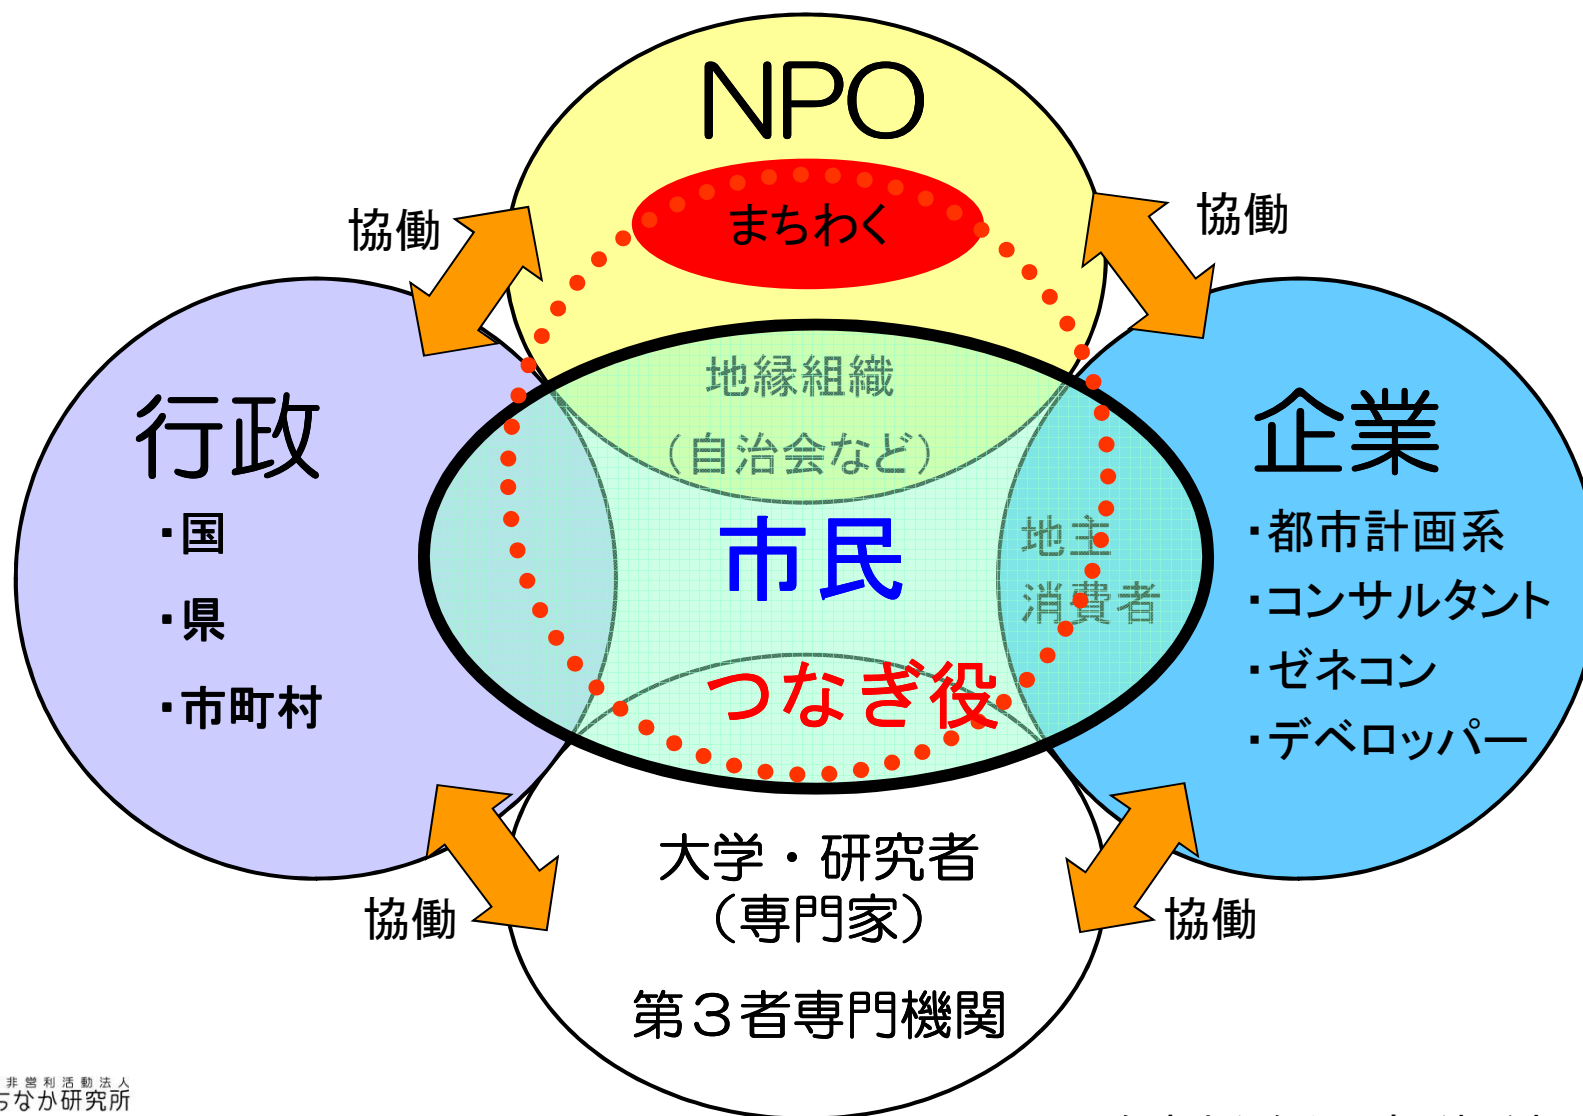 NPO
まちわく
協働
協働
地縁組織
（自治会など）
行政
・国
・県
・市町村
市民
地主
消費者
企業
・都市計画系
・コンサルタント
・ゼネコン
・デベロッパー
つなぎ役
大学・研究者
（専門家）
第３者専門機関
協働
協働
非営利活動法人
ちなか研究所